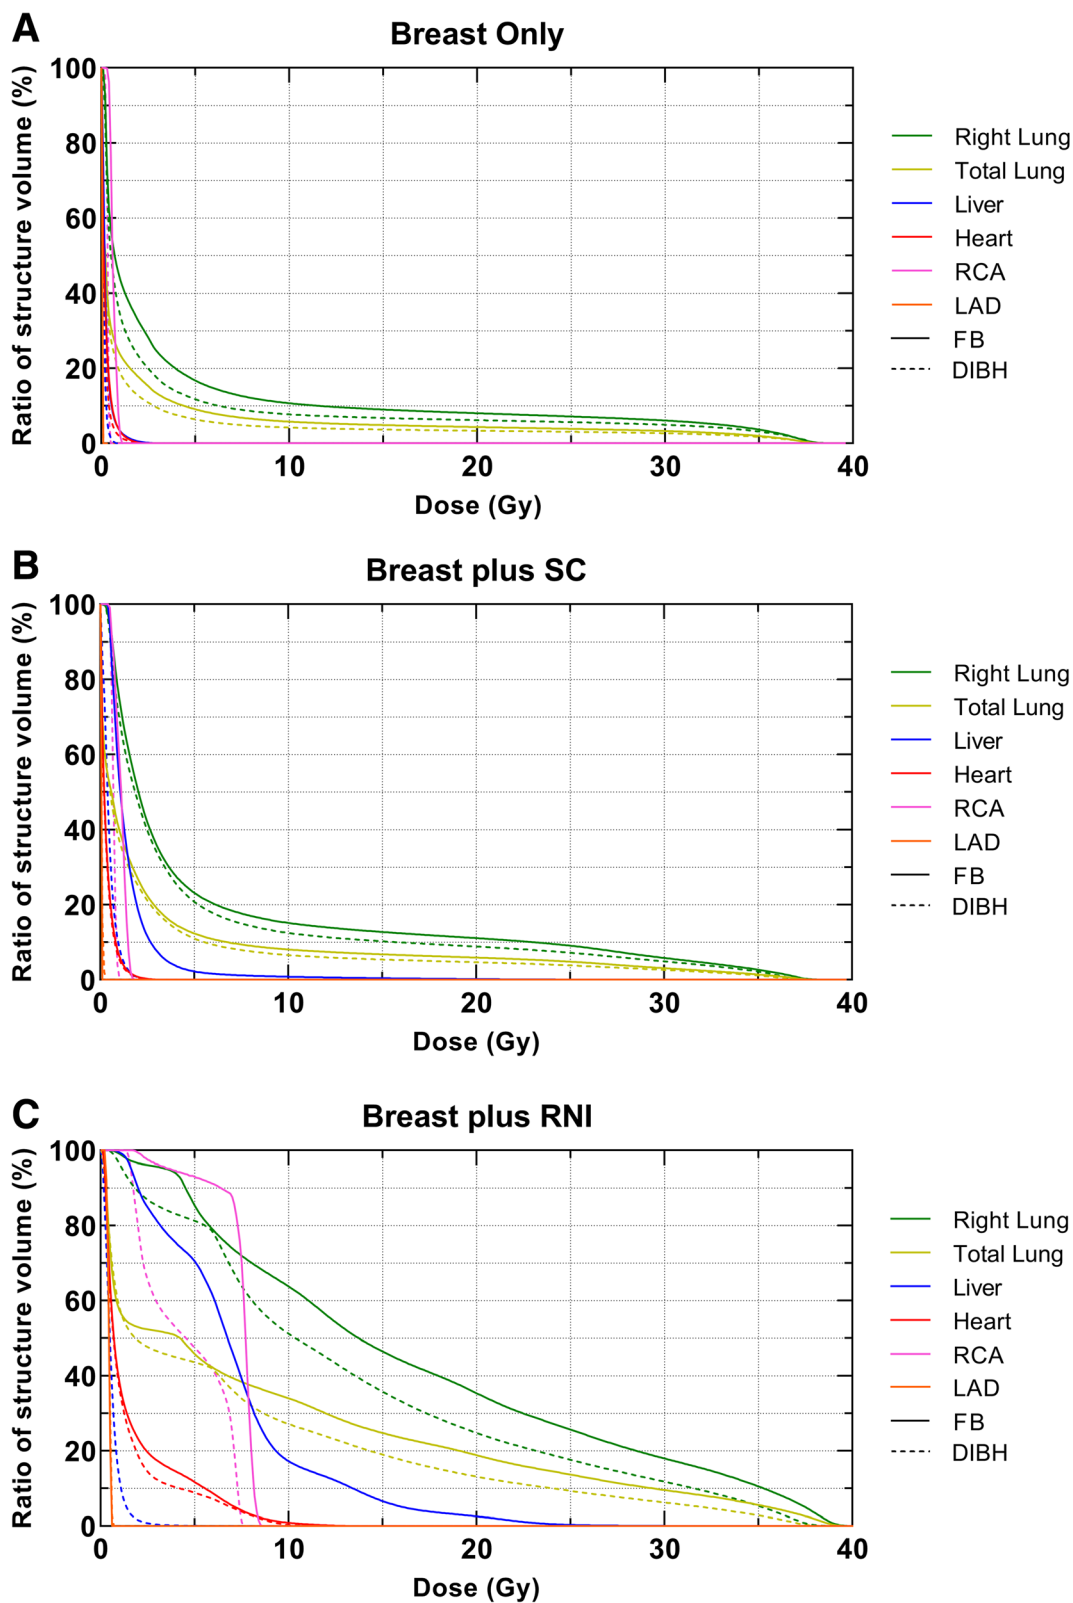 A
Breast Only
Ratio of structure volume (%)
100
80
60
40
20
0
0 10 20 30 40
Dose (Gy)
Right Lung
Total Lung
Liver
Heart
RCA
LAD
FB
DIBH
B
Breast plus SC
Ratio of structure volume (%)
100
80
60
40
20
0
0 10 20 30 40
Dose (Gy)
Right Lung
Total Lung
Liver
Heart
RCA
LAD
FB
DIBH
C
Breast plus RNI
Ratio of structure volume (%)
100
80
60
40
20
0
0 10 20 30 40
Dose (Gy)
Right Lung
Total Lung
Liver
Heart
RCA
LAD
FB
DIBH